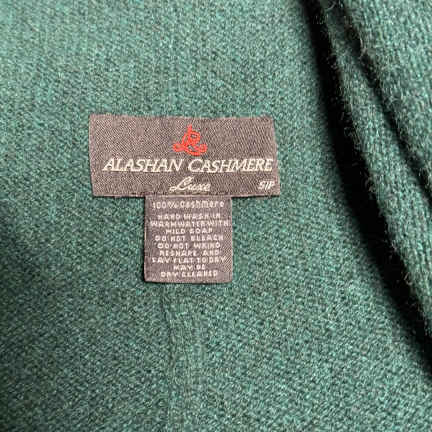 ALASHAN CASHMERE
Luxe
S/P
100% Cashmere
HAND WASH IN
WARM WATER WITH
MILD SOAP
DO NOT BLEACH
DO NOT WRING
RESHAPE AND
LAY FLAT TO DRY
MAY BE
DRY CLEANED